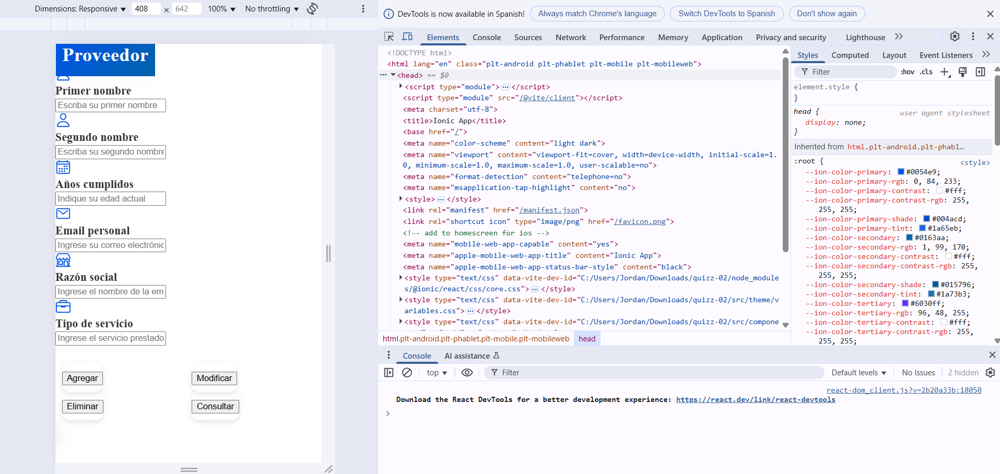 Dimensions: Responsive ▼ 408 × 642 100% ▼ No throttling ▼
Proveedor
Primer nombre
Escriba su primer nombre
Segundo nombre
Escriba su segundo nombre
Años cumplidos
Indique su edad actual
Email personal
Ingrese su correo electrónic
Razón social
Ingrese el nombre de la em
Tipo de servicio
Ingrese el servicio prestado
Agregar Modificar
Eliminar Consultar
DevTools is now available in Spanish! Always match Chrome's language Switch DevTools to Spanish Don't show again
Elements Console Sources Network Performance Memory Application Privacy and security Lighthouse
<!DOCTYPE html>
<html lang="en" class="plt-android plt-phablet plt-mobile plt-mobileweb">
<head> == $0
<script type="module"></script>
<script type="module" src="/@vite/client"></script>
<meta charset="utf-8">
<title>Ionic App</title>
<base href="/">
<meta name="color-scheme" content="light dark">
<meta name="viewport" content="viewport-fit=cover, width=device-width, initial-scale=1.
0, minimum-scale=1.0, maximum-scale=1.0, user-scalable=no">
<meta name="format-detection" content="telephone=no">
<meta name="msapplication-tap-highlight" content="no">
<style></style>
<link rel="manifest" href="/manifest.json">
<link rel="shortcut icon" type="image/png" href="/favicon.png">
<!-- add to homescreen for ios -->
<meta name="mobile-web-app-capable" content="yes">
<meta name="apple-mobile-web-app-title" content="Ionic App">
<meta name="apple-mobile-web-app-status-bar-style" content="black">
<style type="text/css" data-vite-dev-id="C:/Users/Jordan/Downloads/quizz-02/node_module
s/@ionic/react/css/core.css"></style>
<style type="text/css" data-vite-dev-id="C:/Users/Jordan/Downloads/quizz-02/src/theme/v
ariables.css"></style>
<style type="text/css" data-vite-dev-id="C:/Users/Jordan/Downloads/quizz-02/src/compone
html.plt-android.plt-phablet.plt-mobile.plt-mobileweb head
Styles Computed Layout Event Listeners
Filter :hov .cls
element.style {
}
head { user agent stylesheet
display: none;
}
Inherited from html.plt-android.plt-phabl…
:root { <style>
--ion-color-primary: #0054e9;
--ion-color-primary-rgb: 0, 84, 233;
--ion-color-primary-contrast: #fff;
--ion-color-primary-contrast-rgb: 255,
255, 255;
--ion-color-primary-shade: #004acd;
--ion-color-primary-tint: #1a65eb;
--ion-color-secondary: #0163aa;
--ion-color-secondary-rgb: 1, 99, 170;
--ion-color-secondary-contrast: #fff;
--ion-color-secondary-contrast-rgb: 255,
255, 255;
--ion-color-secondary-shade: #015796;
--ion-color-secondary-tint: #1a73b3;
--ion-color-tertiary: #6030ff;
--ion-color-tertiary-rgb: 96, 48, 255;
--ion-color-tertiary-contrast: #fff;
--ion-color-tertiary-contrast-rgb: 255,
255, 255;
Console AI assistance
top ▼ Filter Default levels ▼ No Issues 2 hidden
react-dom_client.js?v=2b20a33b:18050
Download the React DevTools for a better development experience: https://react.dev/link/react-devtools